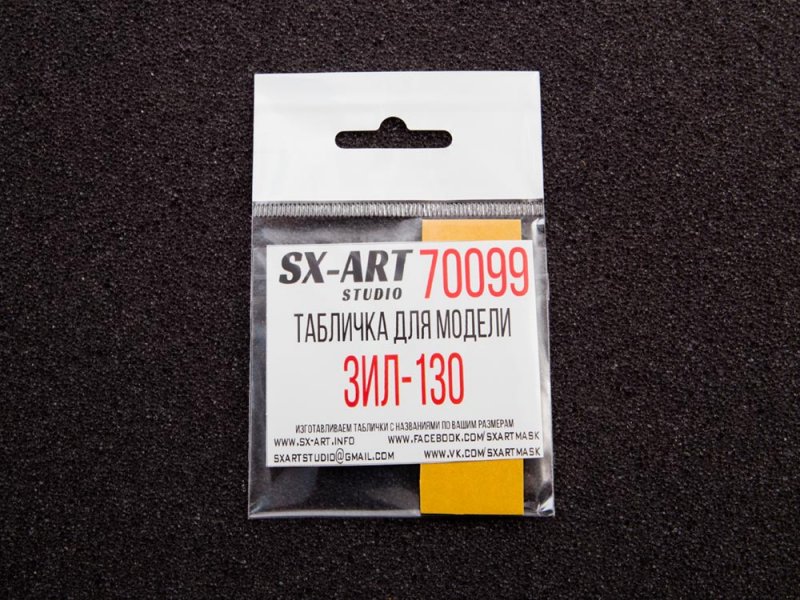 SX-ART 70099
STUDIO
ТАБЛИЧКА ДЛЯ МОДЕЛИ
ЗИЛ-130
ИЗГОТАВЛИВАЕМ ТАБЛИЧКИ С НАЗВАНИЯМИ ПО ВАШИМ РАЗМЕРАМ
WWW.SX-ART.INFO WWW.FACEBOOK.COM/SXARTMASK
SXARTSTUDIO@GMAIL.COM WWW.VK.COM/SXARTMASK